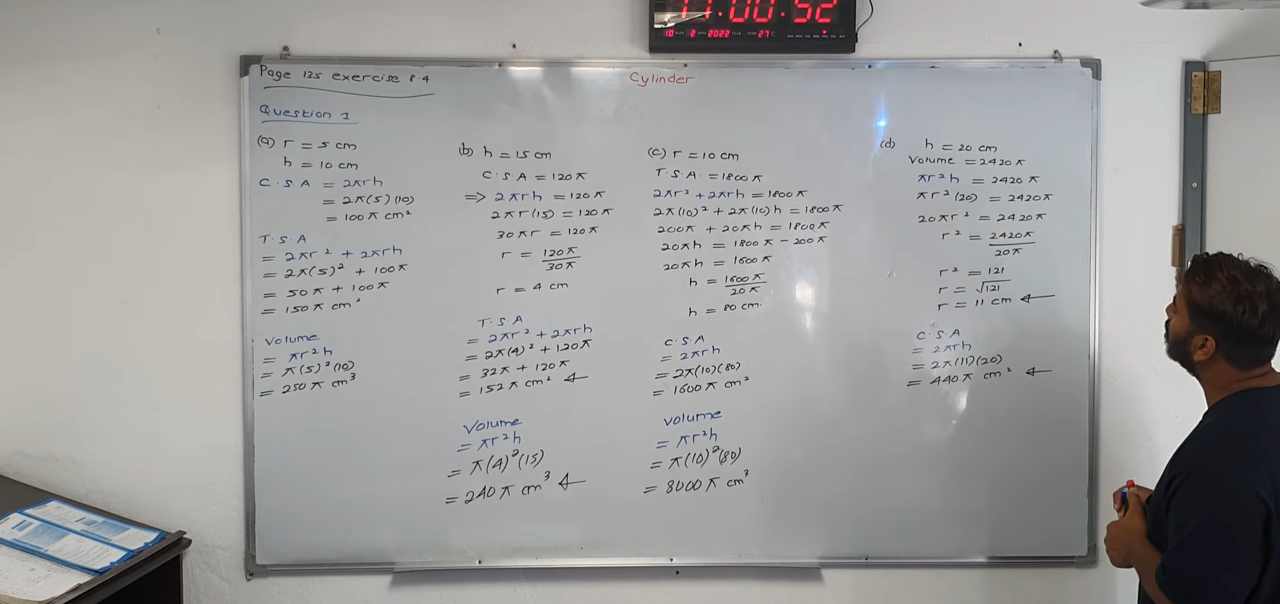 11:00:52
10 2 2022 27°C
Page 125 exercise 8.4
Cylinder
Question 1
(a) r = 5 cm
h = 10 cm
C.S.A = 2πrh
= 2π(5)(10)
= 100π cm²
T.S.A
= 2πr² + 2πrh
= 2π(5)² + 100π
= 50π + 100π
= 150π cm²
Volume
= πr²h
= π(5)²(10)
= 250π cm³
(b) h = 15 cm
C.S.A = 120π
⇒ 2πrh = 120π
2πr(15) = 120π
30πr = 120π
r = 120π/30π
r = 4 cm
T.S.A
= 2πr² + 2πrh
= 2π(4)² + 120π
= 32π + 120π
= 152π cm² ←
Volume
= πr²h
= π(4)²(15)
= 240π cm³ ←
(c) r = 10 cm
T.S.A. = 1800π
2πr² + 2πrh = 1800π
2π(10)² + 2π(10)h = 1800π
200π + 20πh = 1800π
20πh = 1800π - 200π
20πh = 1600π
h = 1600π/20π
h = 80 cm.
C.S.A
= 2πrh
= 2π(10)(80)
= 1600π cm²
Volume
= πr²h
= π(10)²(80)
= 8000π cm³
(d) h = 20 cm
Volume = 2420π
πr²h = 2420π
πr²(20) = 2420π
20πr² = 2420π
r² = 2420π/20π
r² = 121
r = √121
r = 11 cm ←
C.S.A
= 2πrh
= 2π(11)(20)
= 440π cm² ←